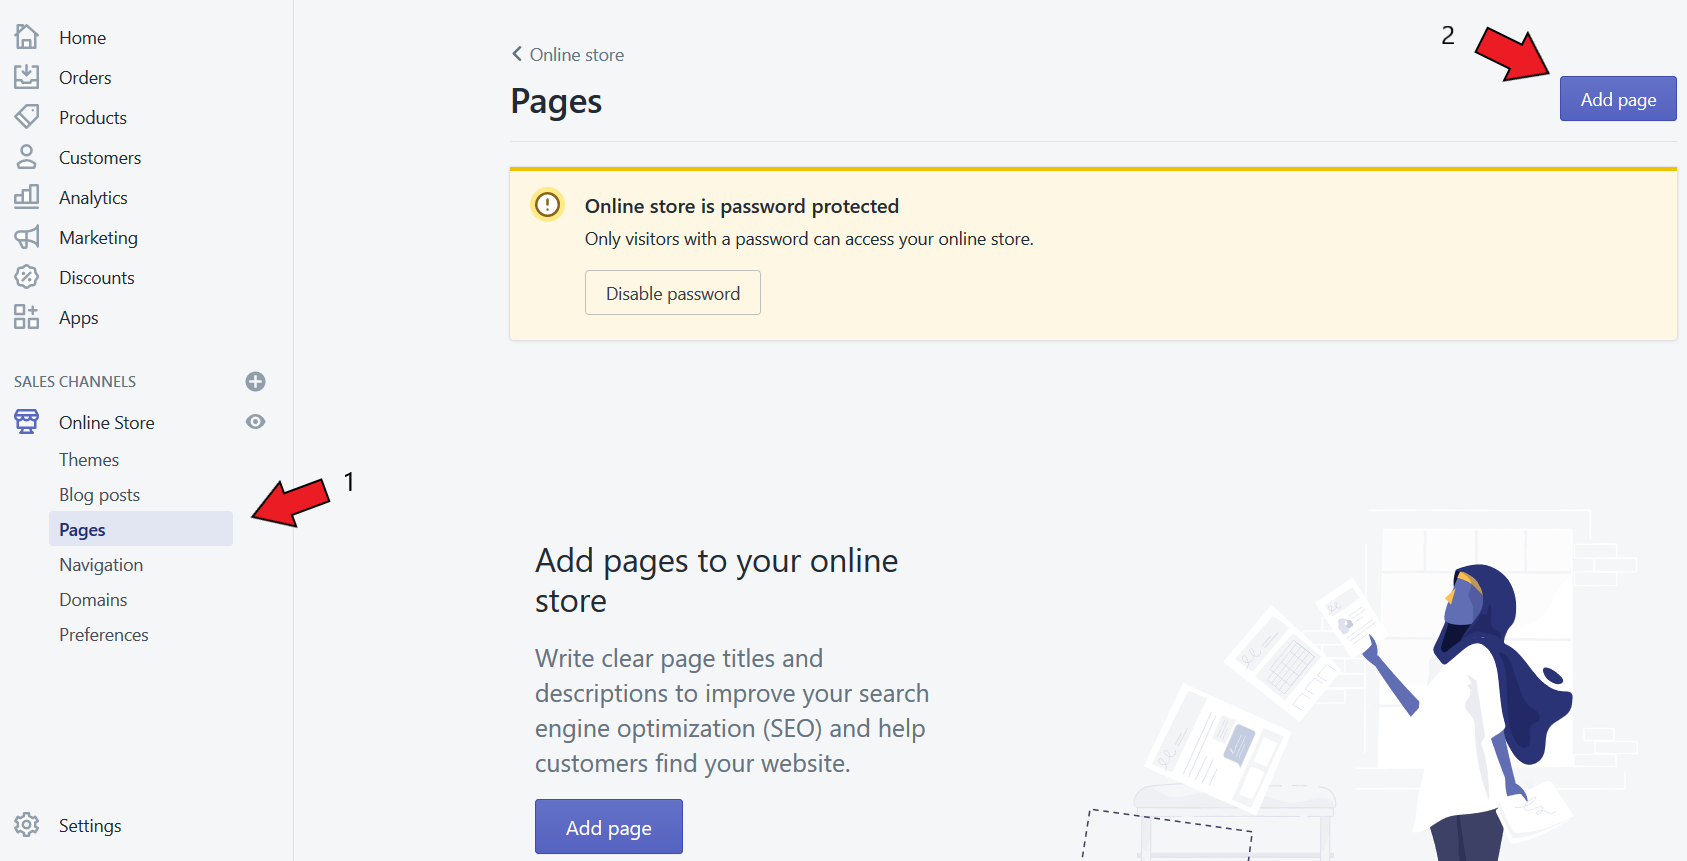 Home
Orders
Products
Customers
Analytics
Marketing
Discounts
Apps
SALES CHANNELS
Online Store
Themes
Blog posts
Pages
Navigation
Domains
Preferences
Settings
1
Online store
Pages
2
Add page
Online store is password protected
Only visitors with a password can access your online store.
Disable password
Add pages to your online
store
Write clear page titles and
descriptions to improve your search
engine optimization (SEO) and help
customers find your website.
Add page